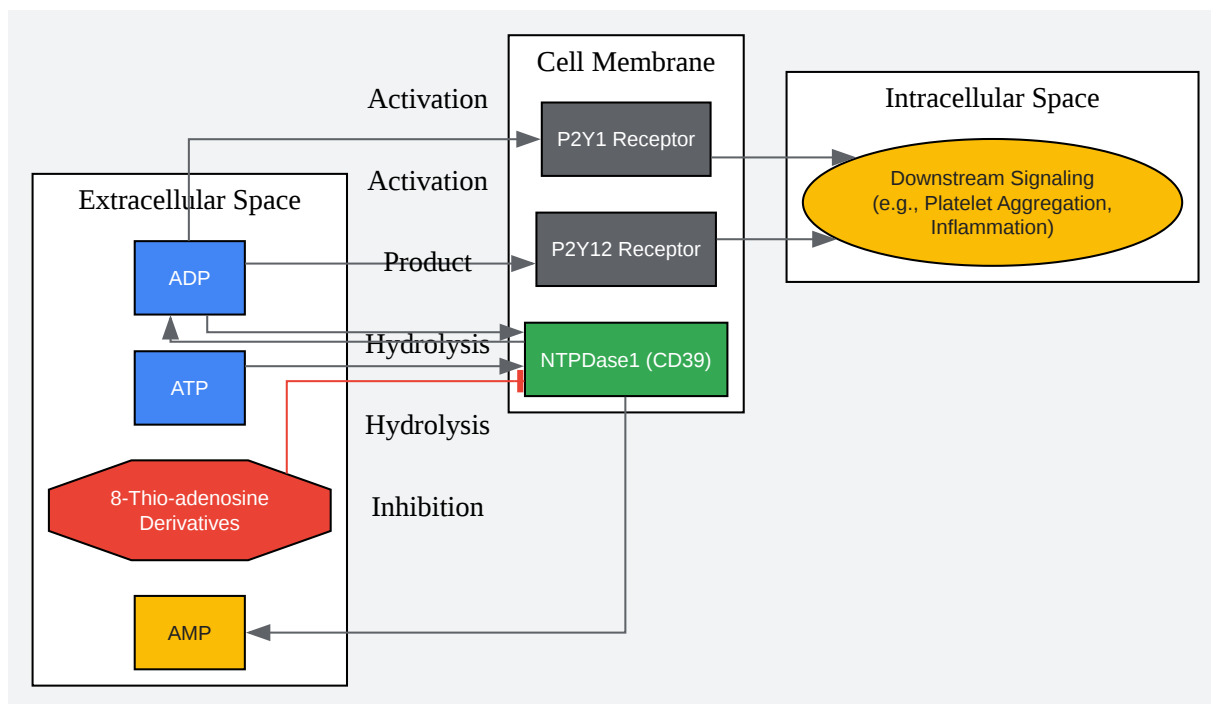 Cell Membrane
Intracellular Space
Extracellular Space
Activation
Activation
Product
Hydrolysis
Hydrolysis
Inhibition
P2Y1 Receptor
P2Y12 Receptor
NTPDase1 (CD39)
Downstream Signaling
(e.g., Platelet Aggregation,
Inflammation)
ADP
ATP
8-Thio-adenosine
Derivatives
AMP